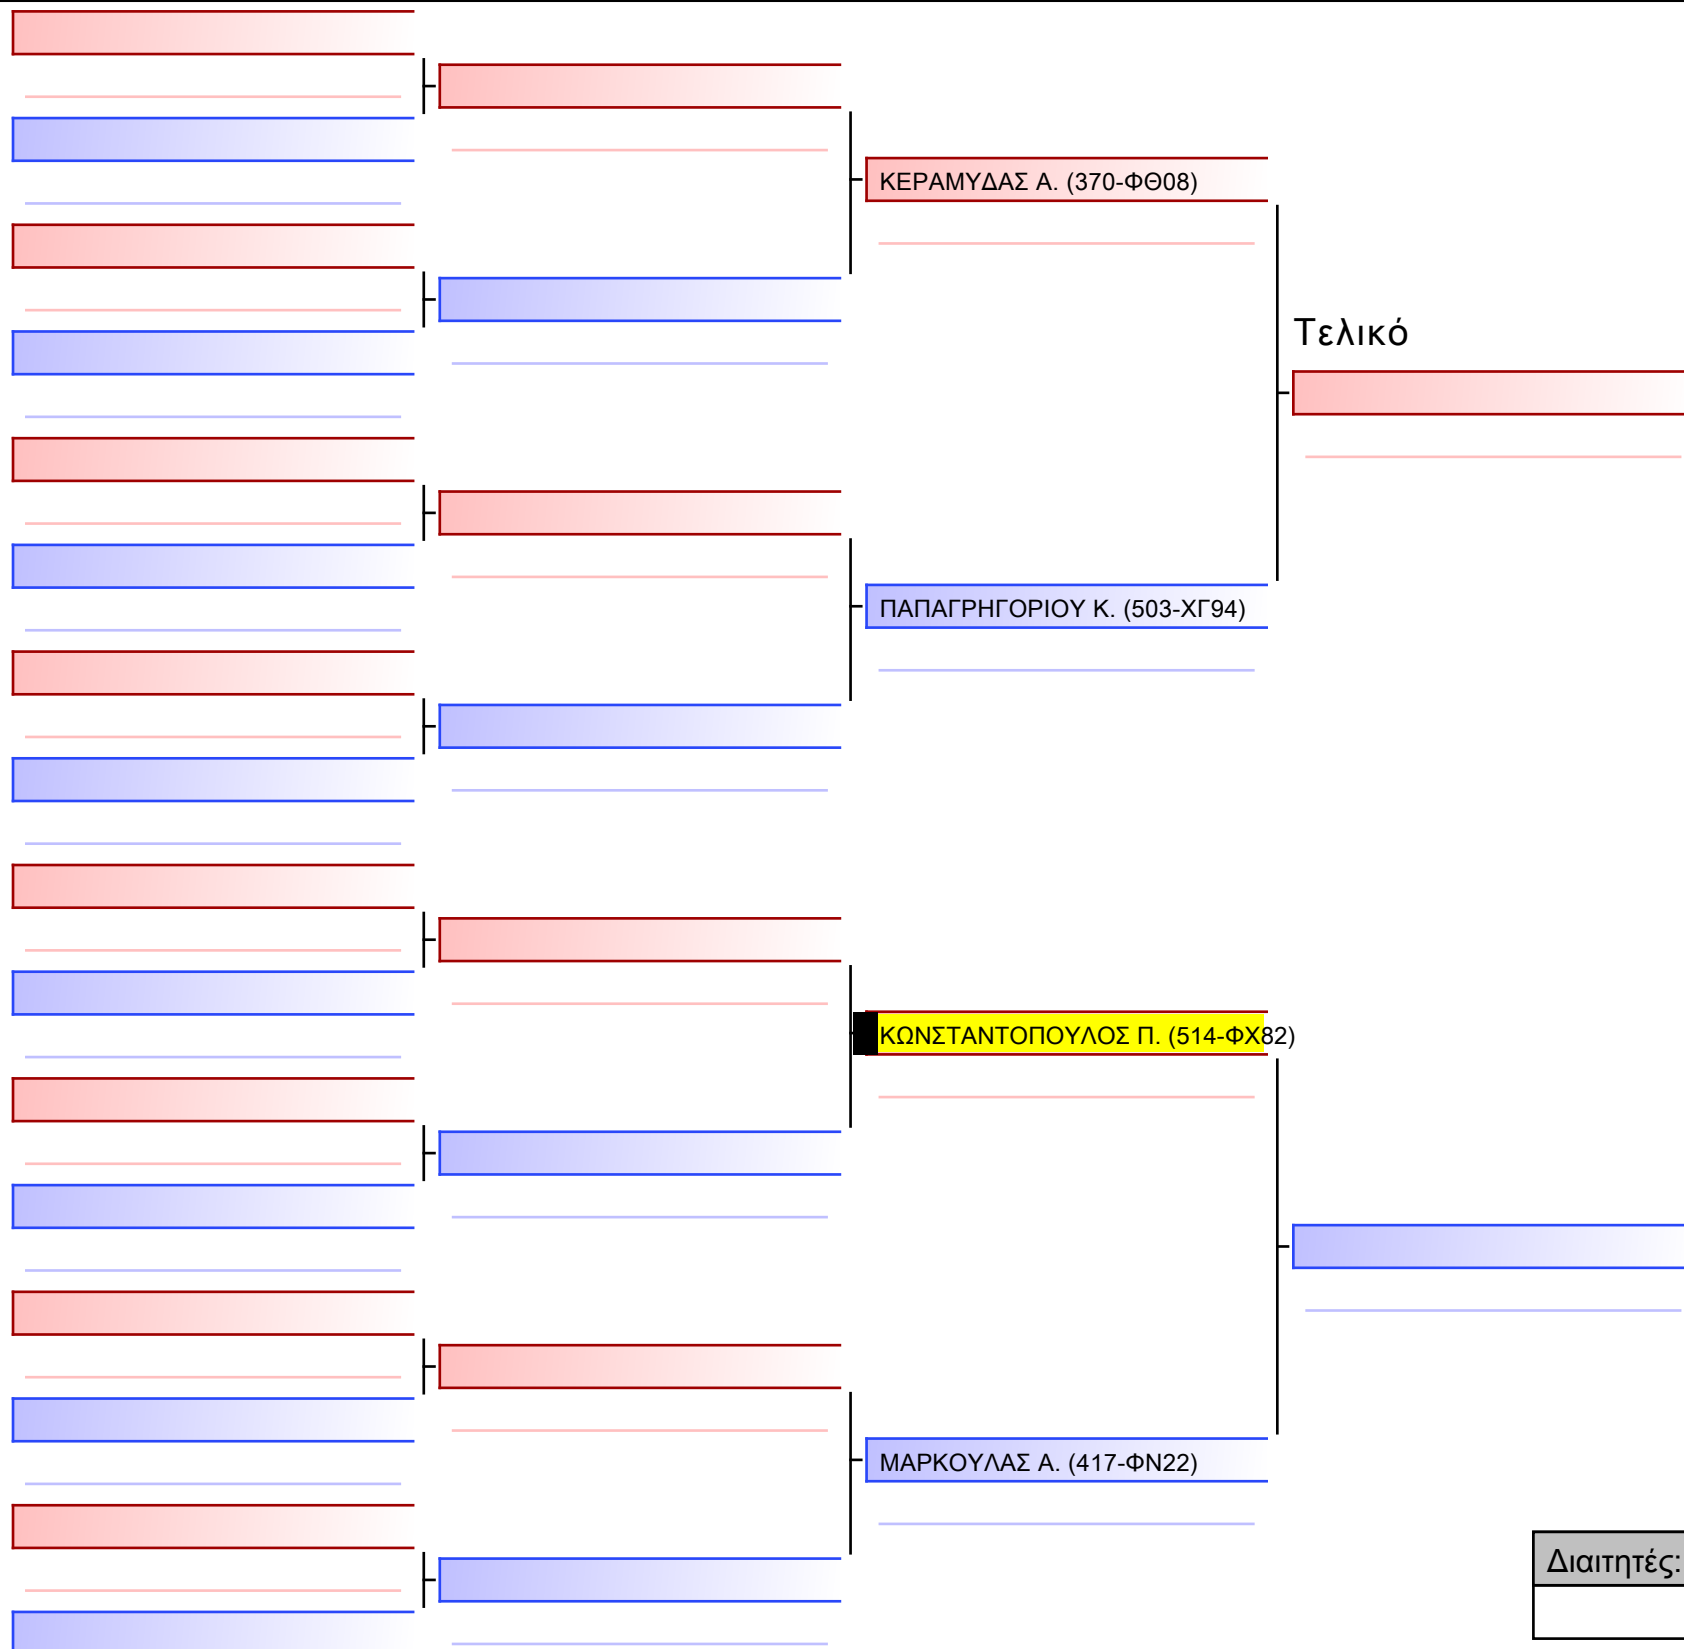 ΚΕΡΑΜΥΔΑΣ Α. (370-ΦΘ08)
Τελικό
ΠΑΠΑΓΡΗΓΟΡΙΟΥ Κ. (503-ΧΓ94)
ΚΩΝΣΤΑΝΤΟΠΟΥΛΟΣ Π. (514-ΦΧ82)
ΜΑΡΚΟΥΛΑΣ Α. (417-ΦΝ22)
Διαιτητές: